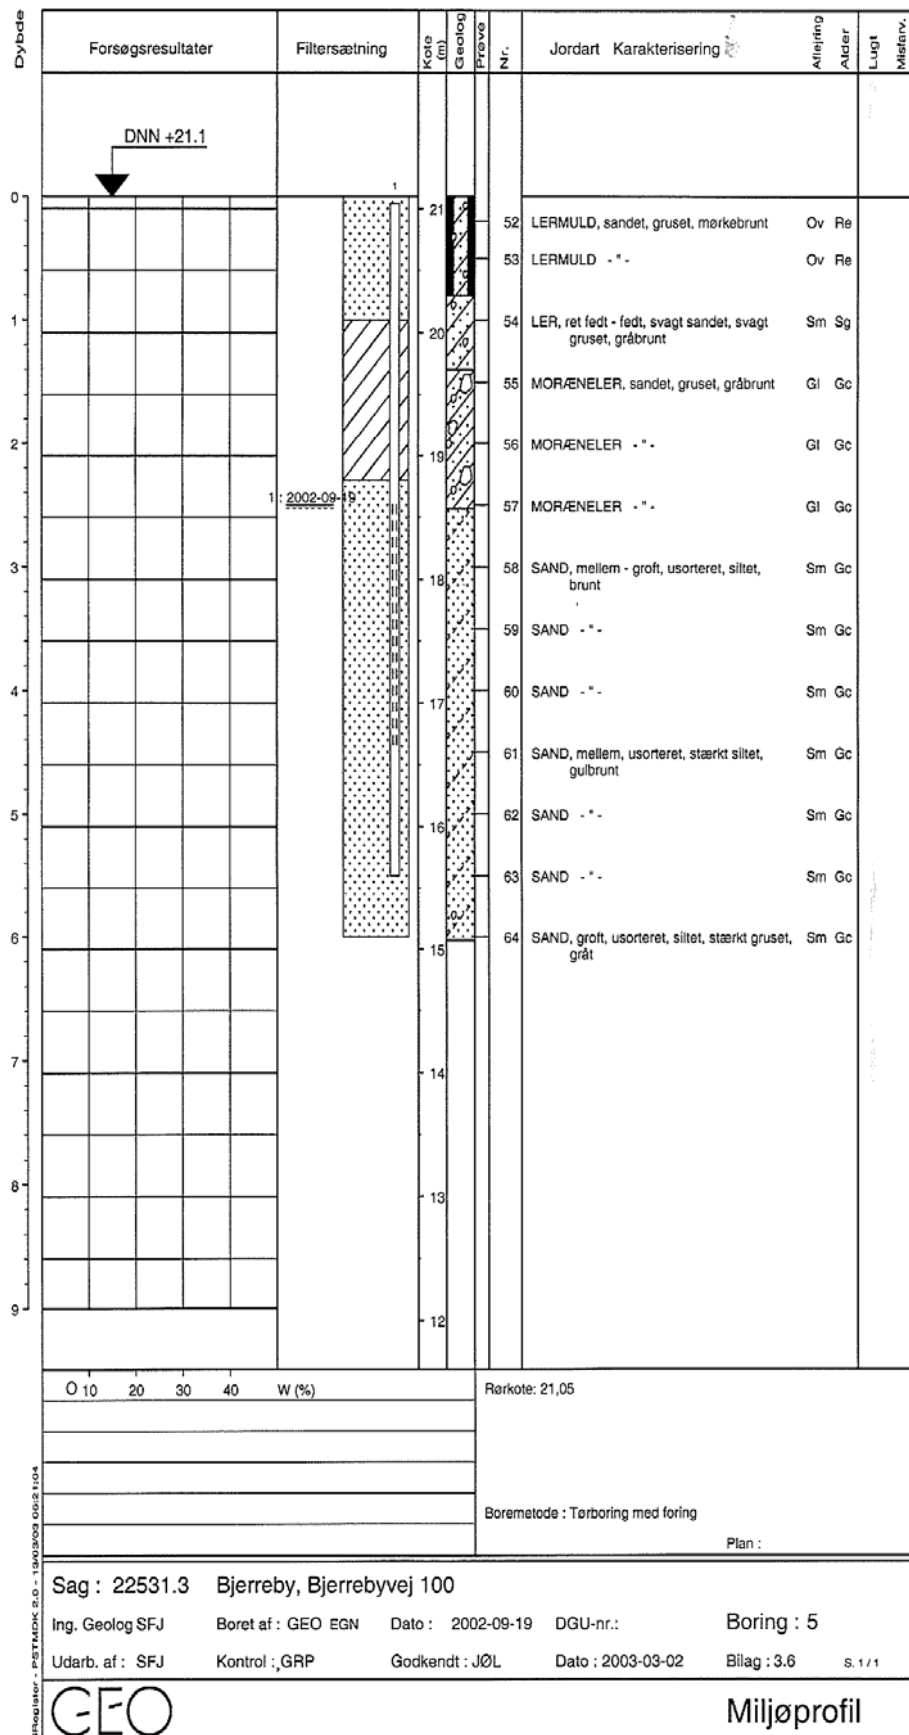 Dybde Forsøgsresultater Filtersætning Kote (m) Geolog Prøve Nr. Jordart Karakterisering Aflejring Alder Lugt Misfarv.
DNN +21.1
1
0
21
52 LERMULD, sandet, gruset, mørkebrunt Ov Re
53 LERMULD - " - Ov Re
1
20
54 LER, ret fedt - fedt, svagt sandet, svagt Sm Sg
gruset, gråbrunt
55 MORÆNELER, sandet, gruset, gråbrunt Gl Gc
2
19
56 MORÆNELER - " - Gl Gc
1 : 2002-09-19
57 MORÆNELER - " - Gl Gc
3
18
58 SAND, mellem - groft, usorteret, siltet, Sm Gc
brunt
59 SAND - " - Sm Gc
4
17
60 SAND - " - Sm Gc
61 SAND, mellem, usorteret, stærkt siltet, Sm Gc
gulbrunt
5
16
62 SAND - " - Sm Gc
63 SAND - " - Sm Gc
6
15
64 SAND, groft, usorteret, siltet, stærkt gruset, Sm Gc
gråt
7
14
8
13
9
12
O 10 20 30 40 W (%)
Rørkote: 21,05
Boremetode : Tørboring med foring
Plan :
Sag : 22531.3 Bjerreby, Bjerrebyvej 100
Ing. Geolog SFJ Boret af : GEO EGN Dato : 2002-09-19 DGU-nr.: Boring : 5
Udarb. af : SFJ Kontrol : GRP Godkendt : JØL Dato : 2003-03-02 Bilag : 3.6 S. 1 / 1
GEO Miljøprofil